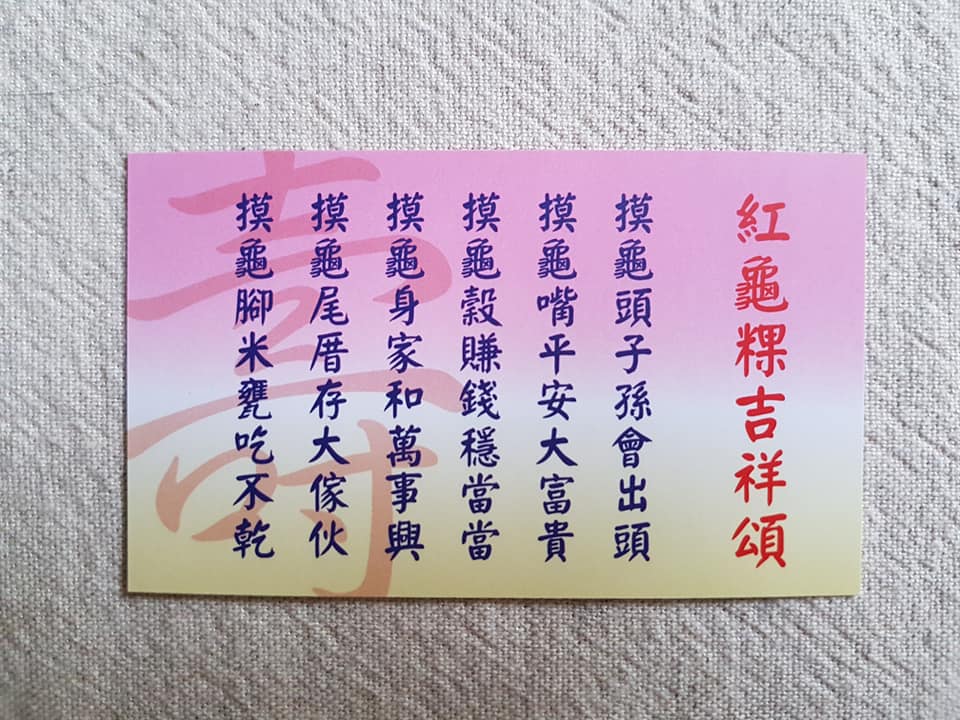 紅龜粿吉祥頌
摸龜頭子孫會出頭
摸龜嘴平安大富貴
摸龜穀賺錢穩當當
摸龜身家和萬事興
摸龜尾厝存大傢伙
摸龜腳米甕吃不乾
壽